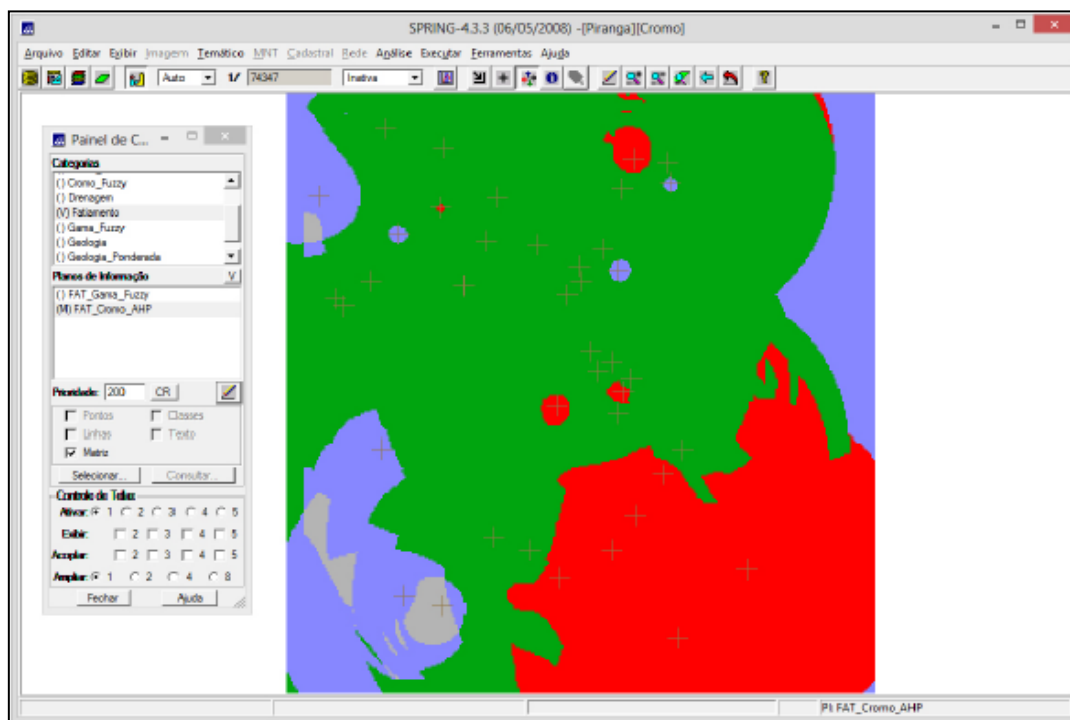 SPRING-4.3.3 (06/05/2008) -[Piranga][Cromo]
Arquivo Editar Exibir Imagem Temático MNT Cadastral Rede Análise Executar Ferramentas Ajuda
Auto 1/ 74347 Inativa
Painel de C...
Categorias
() Cromo_Fuzzy
() Drenagem
(V) Fatiamento
() Gama_Fuzzy
() Geologia
() Geologia_Ponderada
Planos de Informação V
() FAT_Gama_Fuzzy
(M) FAT_Cromo_AHP
Prioridade: 200 CR
Pontos Classes
Linhas Texto
Matriz
Selecionar... Consultar...
Controle de Telas
Ativar: 1 2 3 4 5
Exibir: 2 3 4 5
Acoplar: 2 3 4 5
Ampliar: 1 2 4 8
Fechar Ajuda
PI: FAT_Cromo_AHP